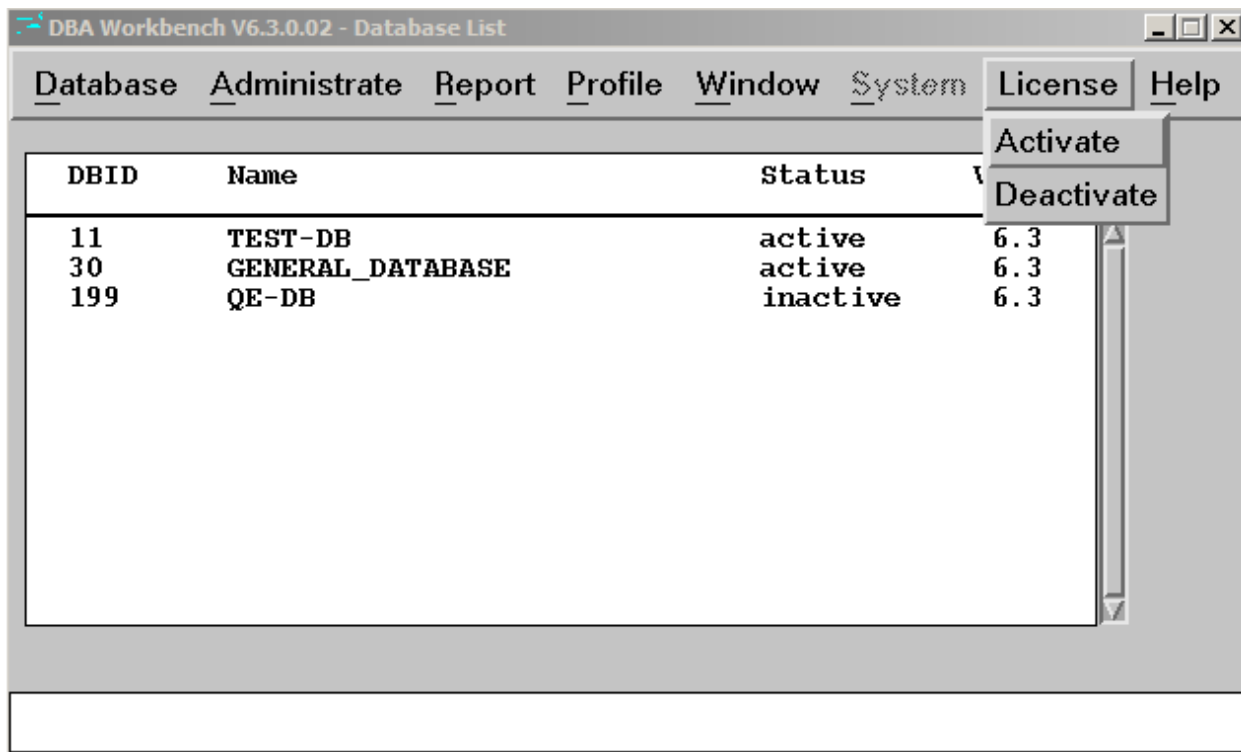 DBA Workbench V6.3.0.02 - Database List
Database Administrate Report Profile Window System License Help
Activate
Deactivate
DBID Name Status
11 TEST-DB active 6.3
30 GENERAL_DATABASE active 6.3
199 QE-DB inactive 6.3